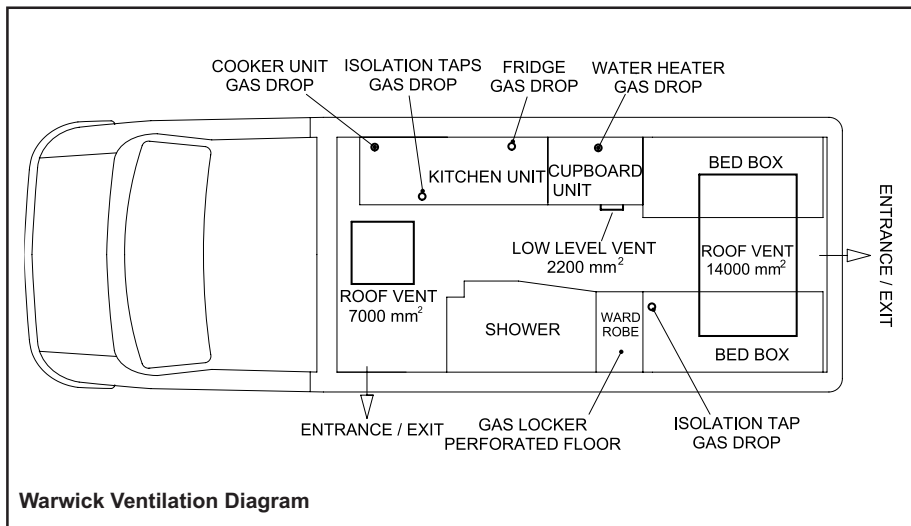 COOKER UNIT
GAS DROP
ISOLATION TAPS
GAS DROP
FRIDGE
GAS DROP
WATER HEATER
GAS DROP
KITCHEN UNIT
CUPBOARD
UNIT
BED BOX
LOW LEVEL VENT
2200 mm²
ROOF VENT
14000 mm²
ENTRANCE / EXIT
ROOF VENT
7000 mm²
SHOWER
WARD
ROBE
BED BOX
ENTRANCE / EXIT
GAS LOCKER
PERFORATED FLOOR
ISOLATION TAP
GAS DROP
Warwick Ventilation Diagram